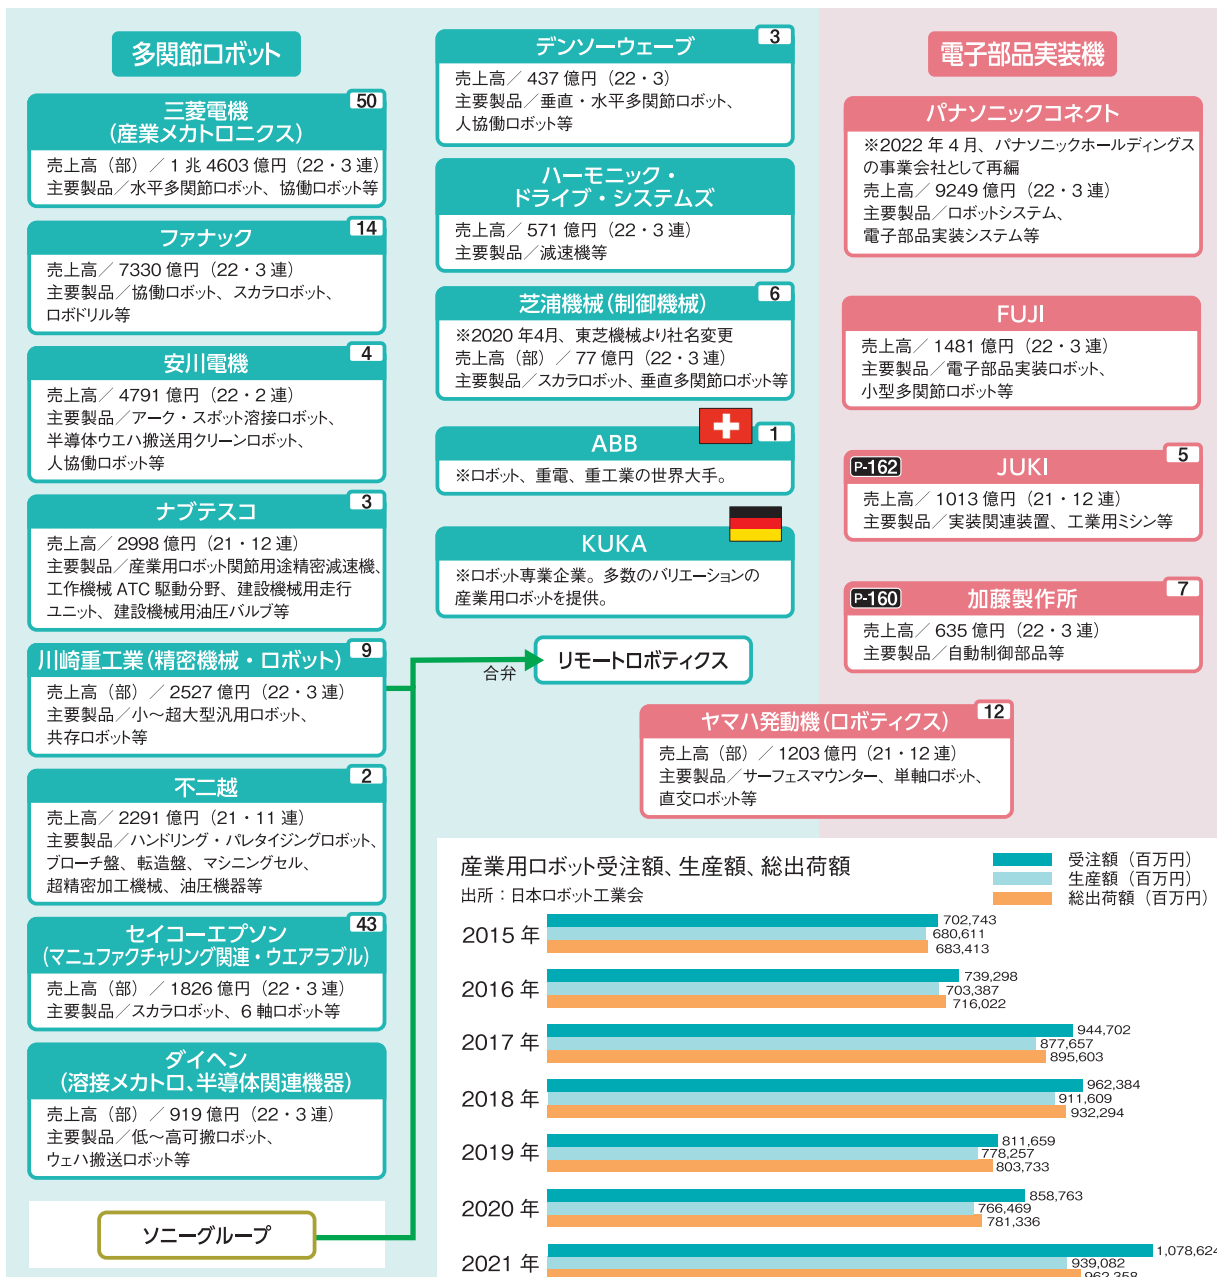 多関節ロボット
三菱電機
(産業メカトロニクス)
50
売上高(部)/1兆4603億円(22・3連)
主要製品/水平多関節ロボット、協働ロボット等
ファナック
14
売上高/7330億円(22・3連)
主要製品/協働ロボット、スカラロボット、
ロボドリル等
安川電機
4
売上高/4791億円(22・2連)
主要製品/アーク・スポット溶接ロボット、
半導体ウエハ搬送用クリーンロボット、
人協働ロボット等
ナブテスコ
3
売上高/2998億円(21・12連)
主要製品/産業用ロボット関節用途精密減速機、
工作機械ATC駆動分野、建設機械用走行
ユニット、建設機械用油圧バルブ等
川崎重工業(精密機械・ロボット)
9
売上高(部)/2527億円(22・3連)
主要製品/小～超大型汎用ロボット、
共存ロボット等
不二越
2
売上高/2291億円(21・11連)
主要製品/ハンドリング・パレタイジングロボット、
ブローチ盤、転造盤、マシニングセル、
超精密加工機械、油圧機器等
セイコーエプソン
(マニュファクチャリング関連・ウエアラブル)
43
売上高(部)/1826億円(22・3連)
主要製品/スカラロボット、6軸ロボット等
ダイヘン
(溶接メカトロ、半導体関連機器)
売上高(部)/919億円(22・3連)
主要製品/低～高可搬ロボット、
ウェハ搬送ロボット等
ソニーグループ
デンソーウェーブ
3
売上高/437億円(22・3)
主要製品/垂直・水平多関節ロボット、
人協働ロボット等
ハーモニック・
ドライブ・システムズ
売上高/571億円(22・3連)
主要製品/減速機等
芝浦機械(制御機械)
6
※2020年4月、東芝機械より社名変更
売上高(部)/77億円(22・3連)
主要製品/スカラロボット、垂直多関節ロボット等
ABB
1
※ロボット、重電、重工業の世界大手。
KUKA
※ロボット専業企業。多数のバリエーションの
産業用ロボットを提供。
合弁
リモートロボティクス
電子部品実装機
パナソニックコネクト
※2022年4月、パナソニックホールディングス
の事業会社として再編
売上高/9249億円(22・3連)
主要製品/ロボットシステム、
電子部品実装システム等
FUJI
売上高/1481億円(22・3連)
主要製品/電子部品実装ロボット、
小型多関節ロボット等
P-162
JUKI
5
売上高/1013億円(21・12連)
主要製品/実装関連装置、工業用ミシン等
P-160
加藤製作所
7
売上高/635億円(22・3連)
主要製品/自動制御部品等
ヤマハ発動機(ロボティクス)
12
売上高(部)/1203億円(21・12連)
主要製品/サーフェスマウンター、単軸ロボット、
直交ロボット等
産業用ロボット受注額、生産額、総出荷額
出所：日本ロボット工業会
受注額(百万円)
生産額(百万円)
総出荷額(百万円)
2015年
702,743
680,611
683,413
2016年
739,298
703,387
716,022
2017年
944,702
877,657
895,603
2018年
962,384
911,609
932,294
2019年
811,659
778,257
803,733
2020年
858,763
766,469
781,336
2021年
1,078,624
939,082
962,358